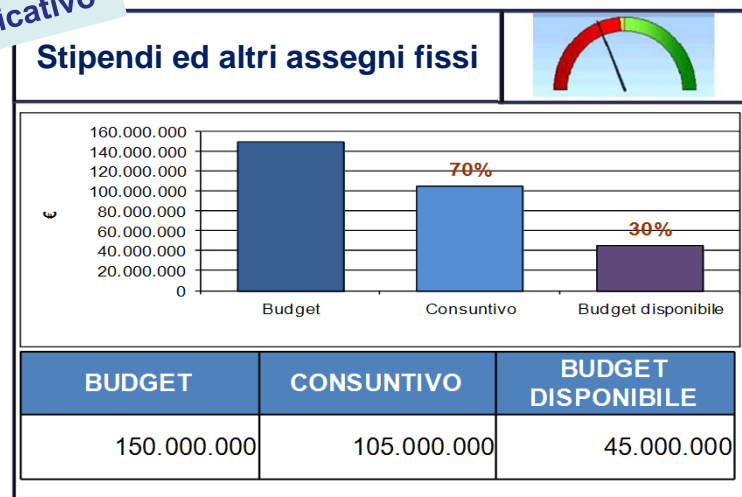 Stipendi ed altri assegni fissi
160.000.000
140.000.000
120.000.000
100.000.000
80.000.000
60.000.000
40.000.000
20.000.000
0
€
70%
30%
Budget
Consuntivo
Budget disponibile
BUDGET
CONSUNTIVO
BUDGET
DISPONIBILE
150.000.000
105.000.000
45.000.000